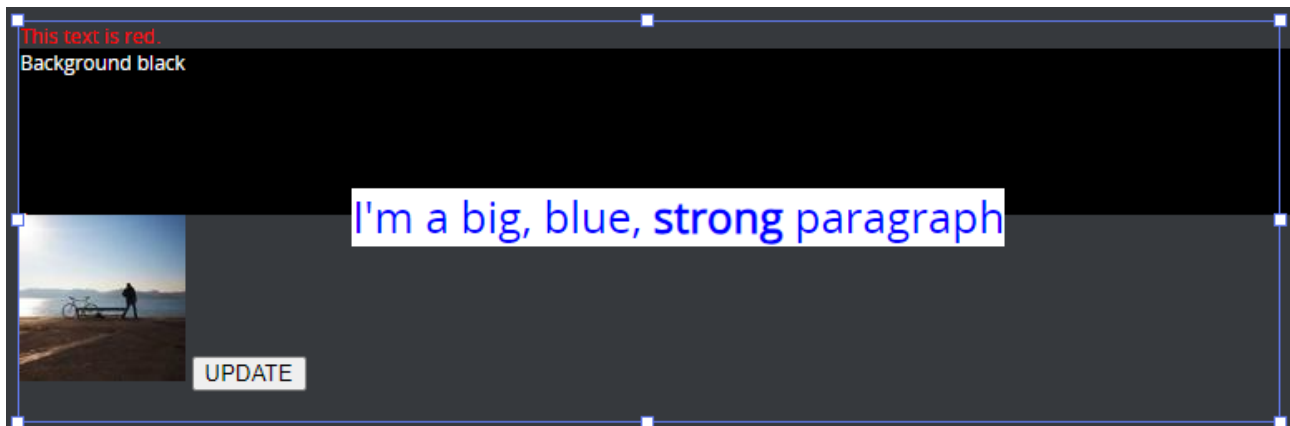 This text is red.
Background black
I'm a big, blue, strong paragraph
UPDATE